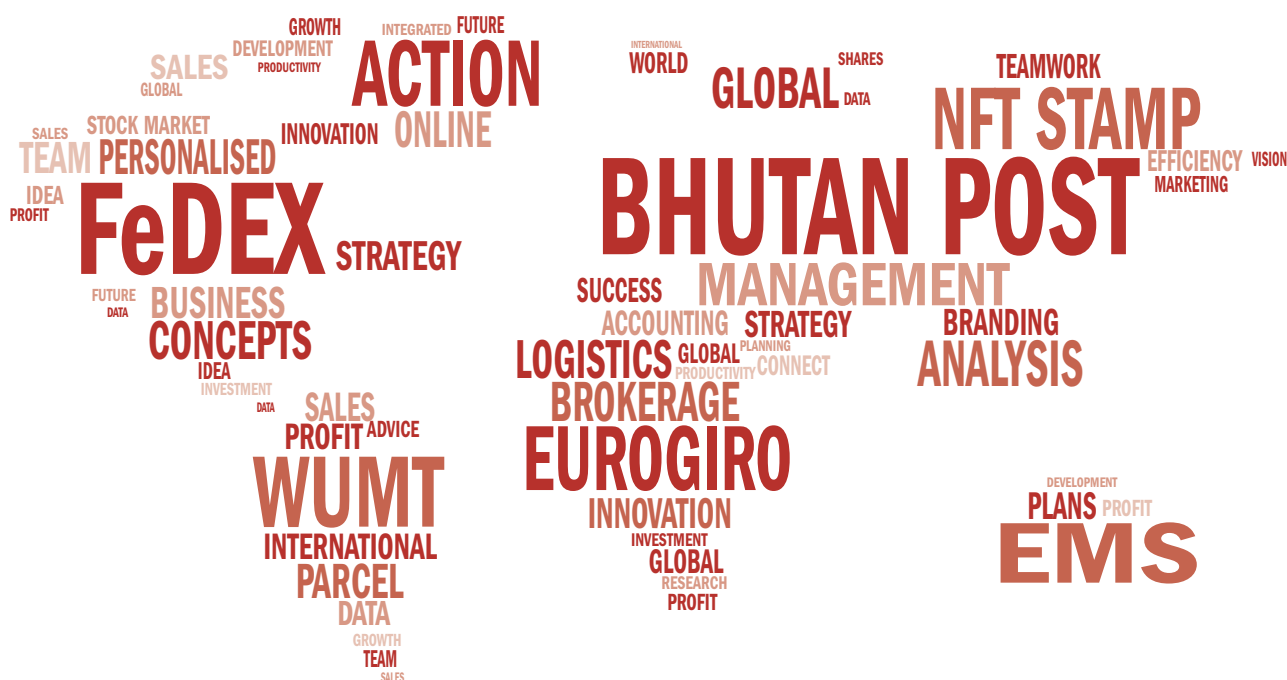 GROWTH
INTEGRATED
FUTURE
DEVELOPMENT
PRODUCTIVITY
SALES
GLOBAL
ACTION
ONLINE
INNOVATION
STOCK MARKET
SALES
TEAM
PERSONALISED
IDEA
PROFIT
FeDEX
STRATEGY
FUTURE
DATA
BUSINESS
CONCEPTS
IDEA
INVESTMENT
DATA
SALES
PROFIT
ADVICE
WUMT
INTERNATIONAL
PARCEL
DATA
GROWTH
TEAM
SALES
INTERNATIONAL
WORLD
GLOBAL
SHARES
DATA
TEAMWORK
NFT STAMP
EFFICIENCY
VISION
MARKETING
BHUTAN POST
MANAGEMENT
SUCCESS
ACCOUNTING
STRATEGY
BRANDING
ANALYSIS
LOGISTICS
GLOBAL
PLANNING
PRODUCTIVITY
CONNECT
BROKERAGE
EUROGIRO
INNOVATION
INVESTMENT
GLOBAL
RESEARCH
PROFIT
DEVELOPMENT
PLANS
PROFIT
EMS